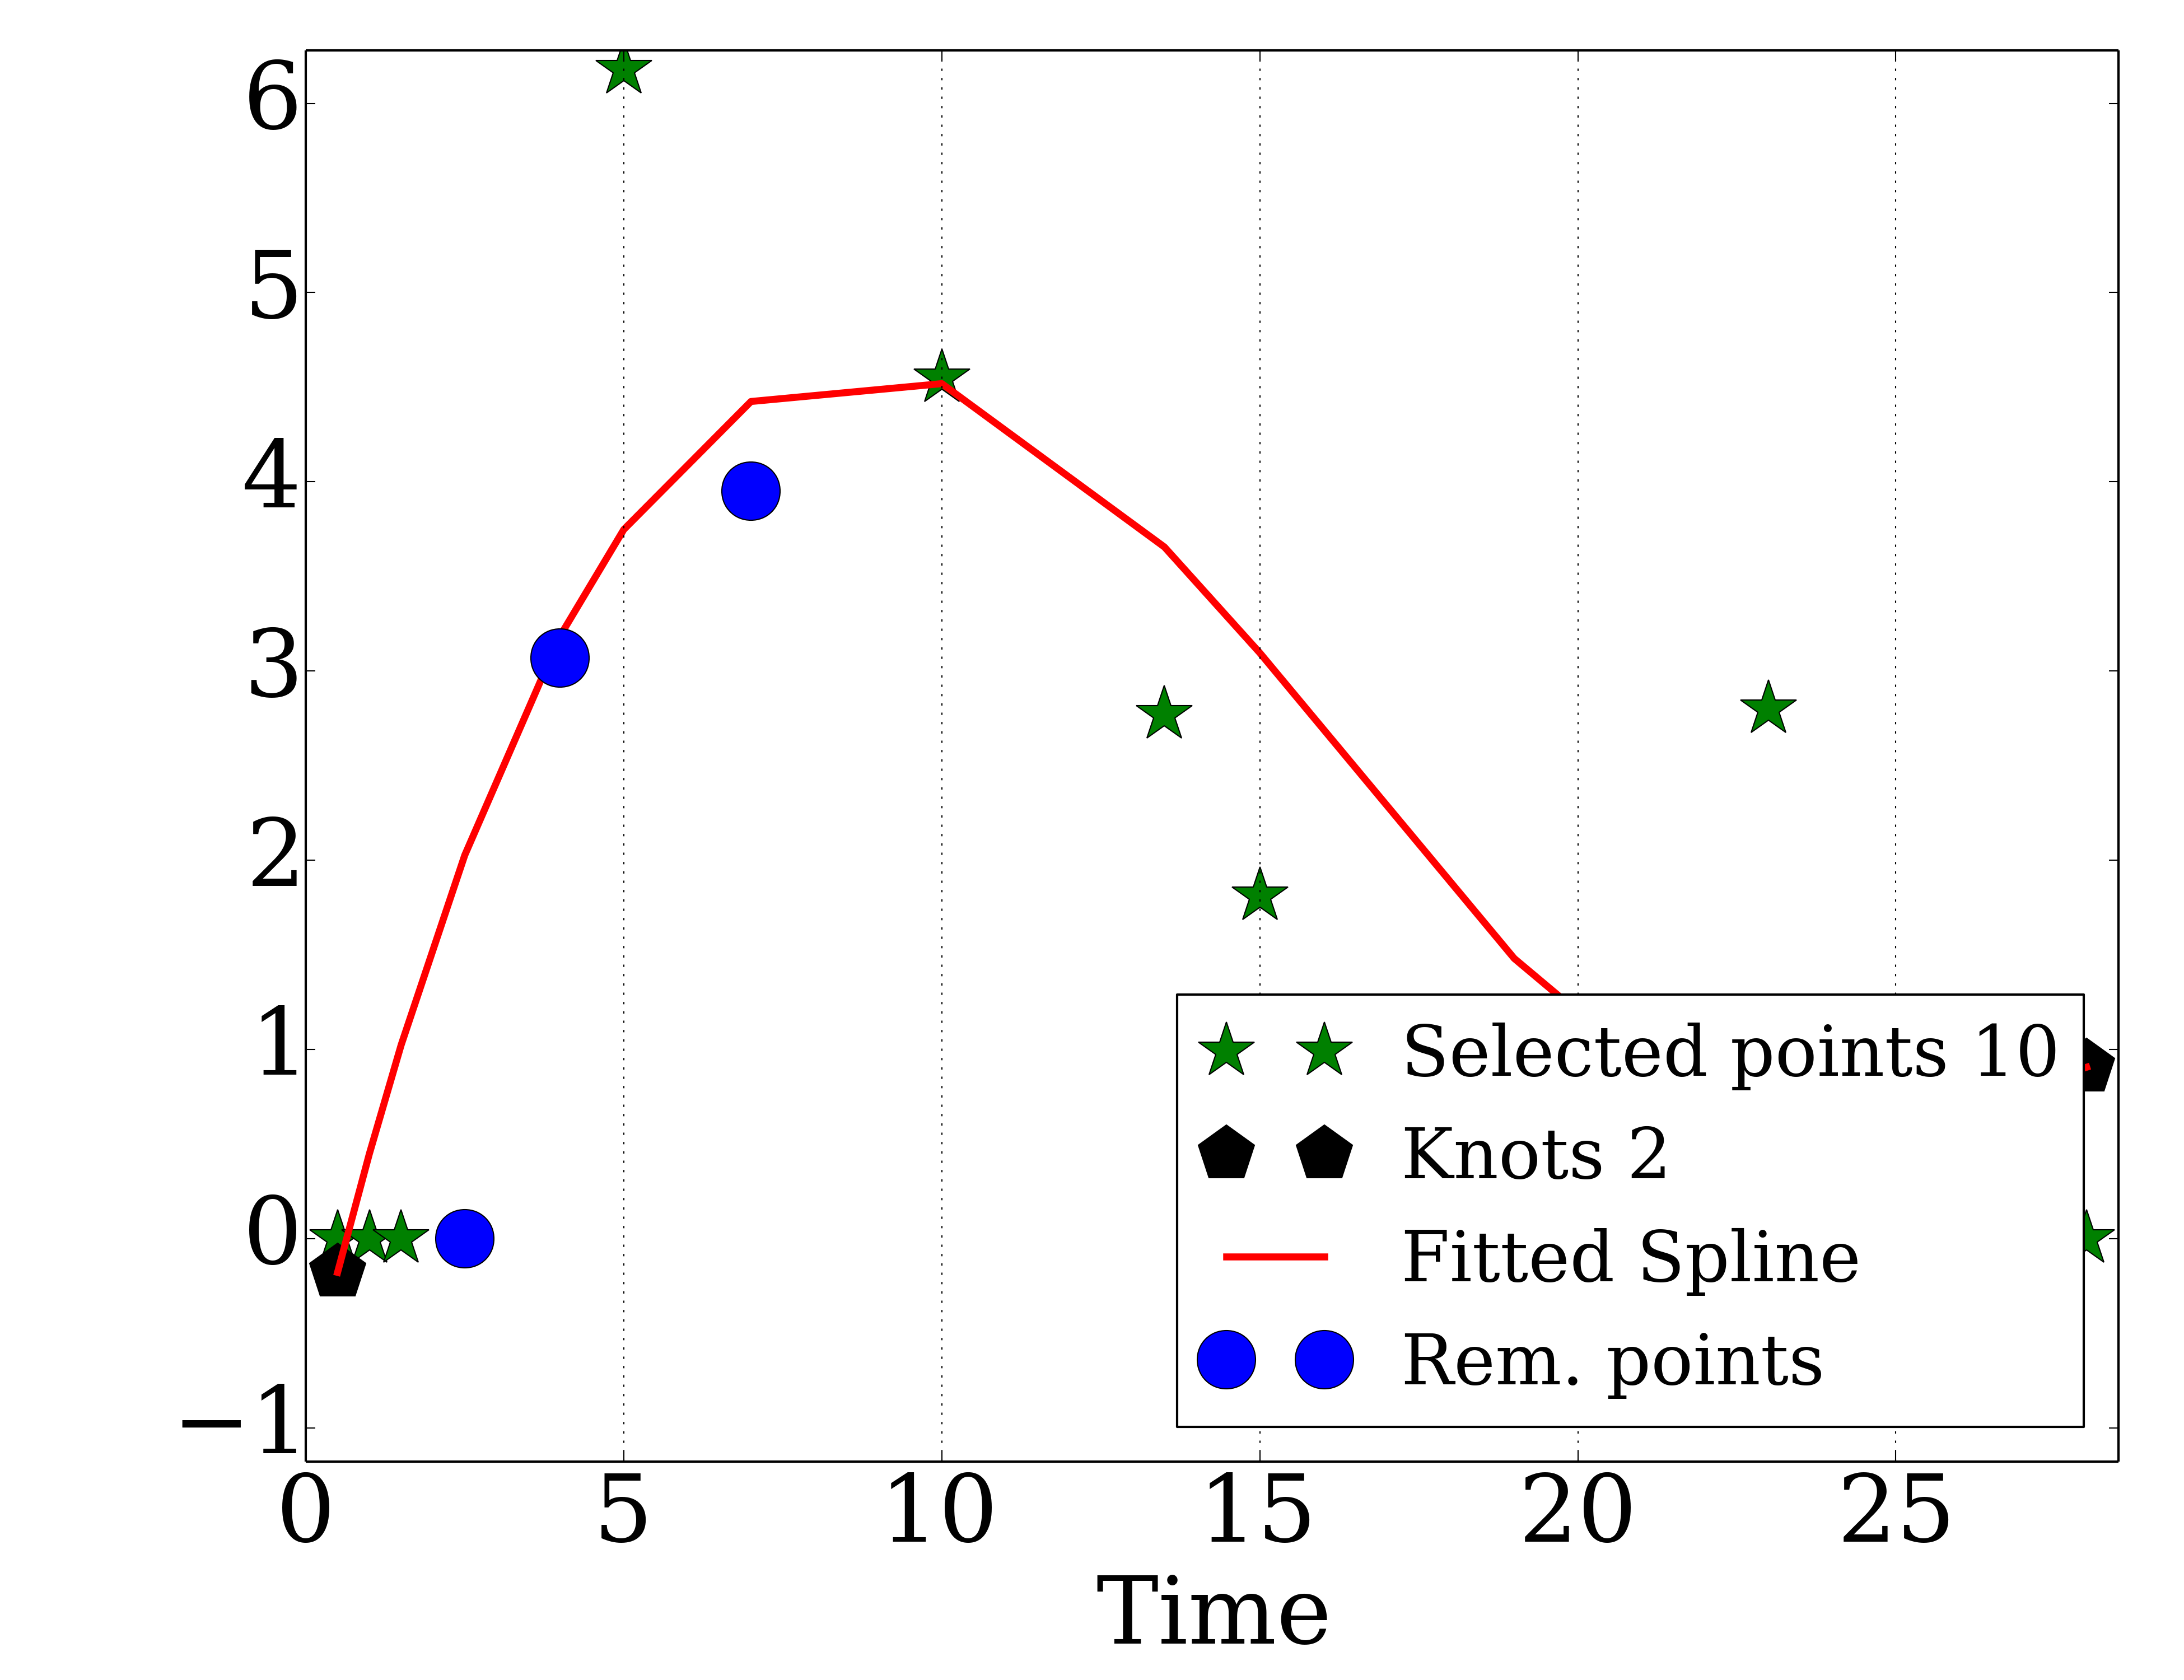 6
5
4
3
2
1
0
−1
0 5 10 15 20 25
Time
Selected points 10
Knots 2
Fitted Spline
Rem. points